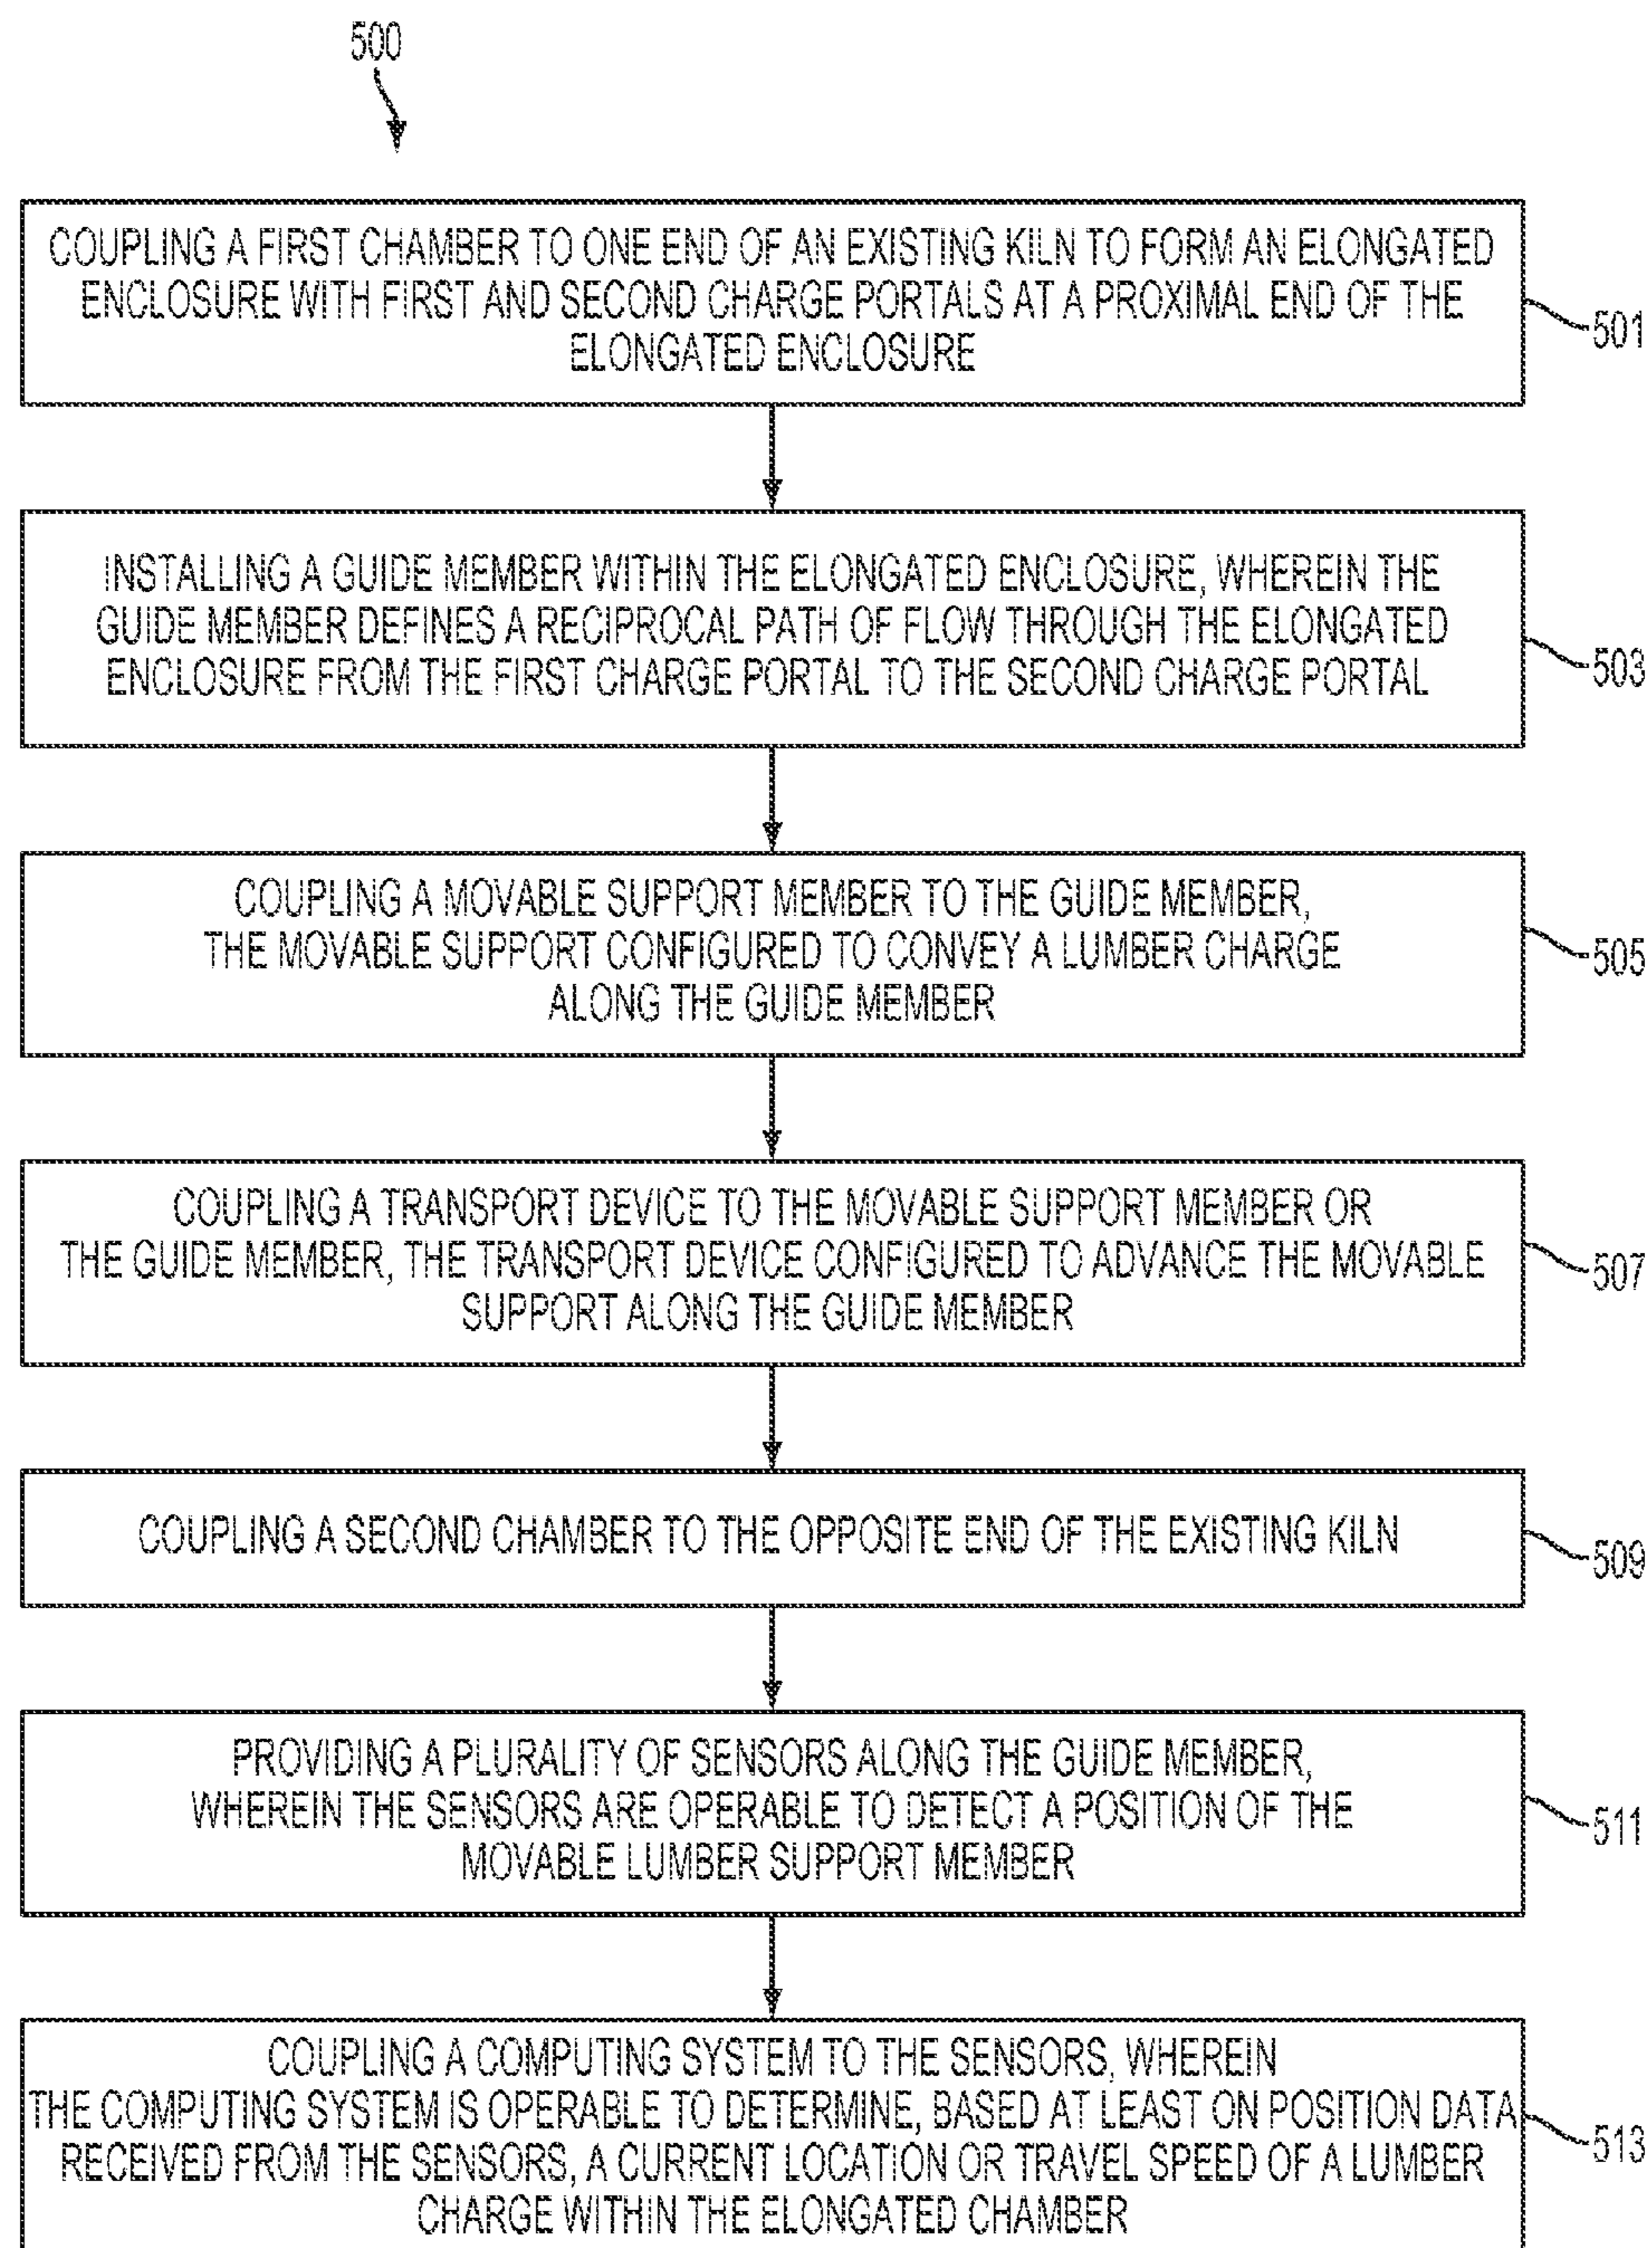 500
COUPLING A FIRST CHAMBER TO ONE END OF AN EXISTING KILN TO FORM AN ELONGATED
ENCLOSURE WITH FIRST AND SECOND CHARGE PORTALS AT A PROXIMAL END OF THE
ELONGATED ENCLOSURE
501
INSTALLING A GUIDE MEMBER WITHIN THE ELONGATED ENCLOSURE, WHEREIN THE
GUIDE MEMBER DEFINES A RECIPROCAL PATH OF FLOW THROUGH THE ELONGATED
ENCLOSURE FROM THE FIRST CHARGE PORTAL TO THE SECOND CHARGE PORTAL
503
COUPLING A MOVABLE SUPPORT MEMBER TO THE GUIDE MEMBER,
THE MOVABLE SUPPORT CONFIGURED TO CONVEY A LUMBER CHARGE
ALONG THE GUIDE MEMBER
505
COUPLING A TRANSPORT DEVICE TO THE MOVABLE SUPPORT MEMBER OR
THE GUIDE MEMBER, THE TRANSPORT DEVICE CONFIGURED TO ADVANCE THE MOVABLE
SUPPORT ALONG THE GUIDE MEMBER
507
COUPLING A SECOND CHAMBER TO THE OPPOSITE END OF THE EXISTING KILN
509
PROVIDING A PLURALITY OF SENSORS ALONG THE GUIDE MEMBER,
WHEREIN THE SENSORS ARE OPERABLE TO DETECT A POSITION OF THE
MOVABLE LUMBER SUPPORT MEMBER
511
COUPLING A COMPUTING SYSTEM TO THE SENSORS, WHEREIN
THE COMPUTING SYSTEM IS OPERABLE TO DETERMINE, BASED AT LEAST ON POSITION DATA
RECEIVED FROM THE SENSORS, A CURRENT LOCATION OR TRAVEL SPEED OF A LUMBER
CHARGE WITHIN THE ELONGATED CHAMBER
513